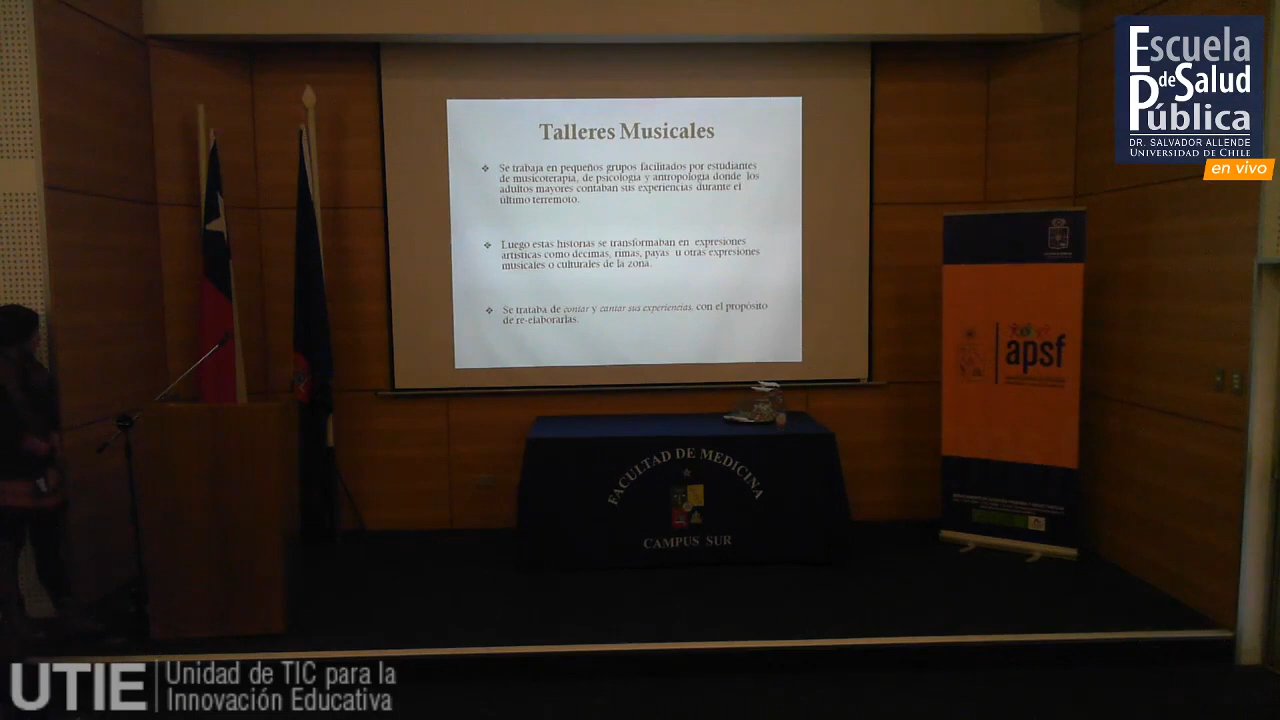 Escuela
de Salud
Pública
DR. SALVADOR ALLENDE
UNIVERSIDAD DE CHILE
en vivo
Talleres Musicales
❖ Se trabaja en pequeños grupos facilitados por estudiantes
de musicoterapia, de psicología y antropología donde los
adultos mayores contaban sus experiencias durante el
último terremoto.
❖ Luego estas historias se transformaban en expresiones
artísticas como décimas, rimas, payas u otras expresiones
musicales o culturales de la zona.
❖ Se trataba de contar y cantar sus experiencias, con el propósito
de re-elaborarlas.
apsf
FACULTAD DE MEDICINA
CAMPUS SUR
UTIE
Unidad de TIC para la
Innovación Educativa